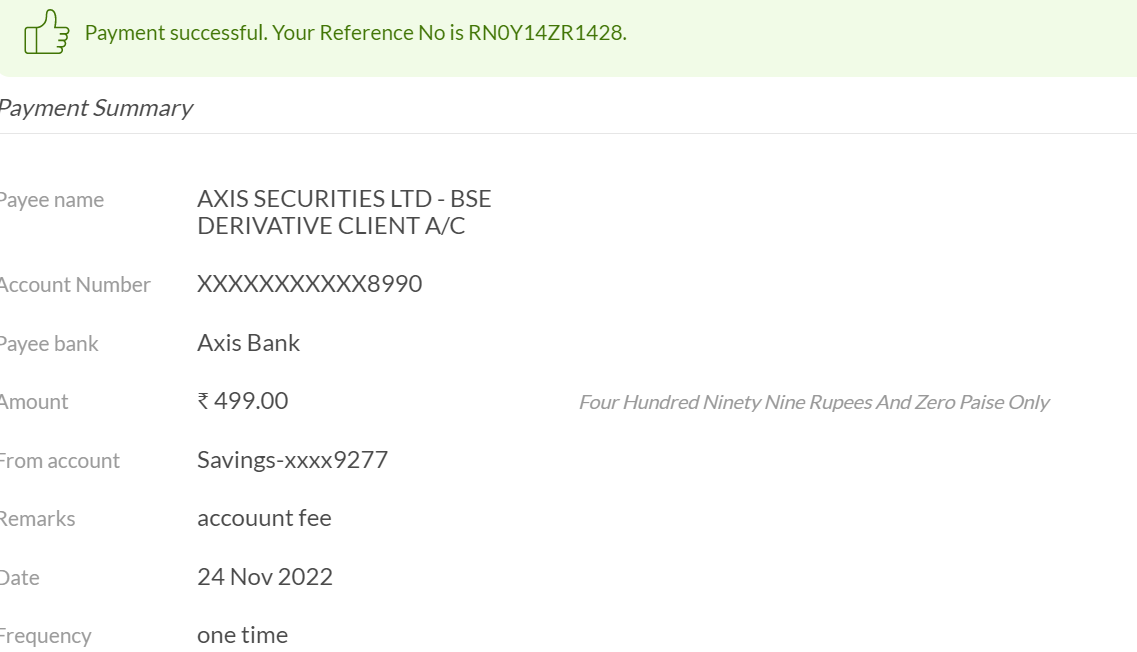 Payment successful. Your Reference No is RN0Y14ZR1428.
Payment Summary
Payee name AXIS SECURITIES LTD - BSE
DERIVATIVE CLIENT A/C
Account Number XXXXXXXXXXX8990
Payee bank Axis Bank
Amount ₹ 499.00 Four Hundred Ninety Nine Rupees And Zero Paise Only
From account Savings-xxxx9277
Remarks accouunt fee
Date 24 Nov 2022
Frequency one time